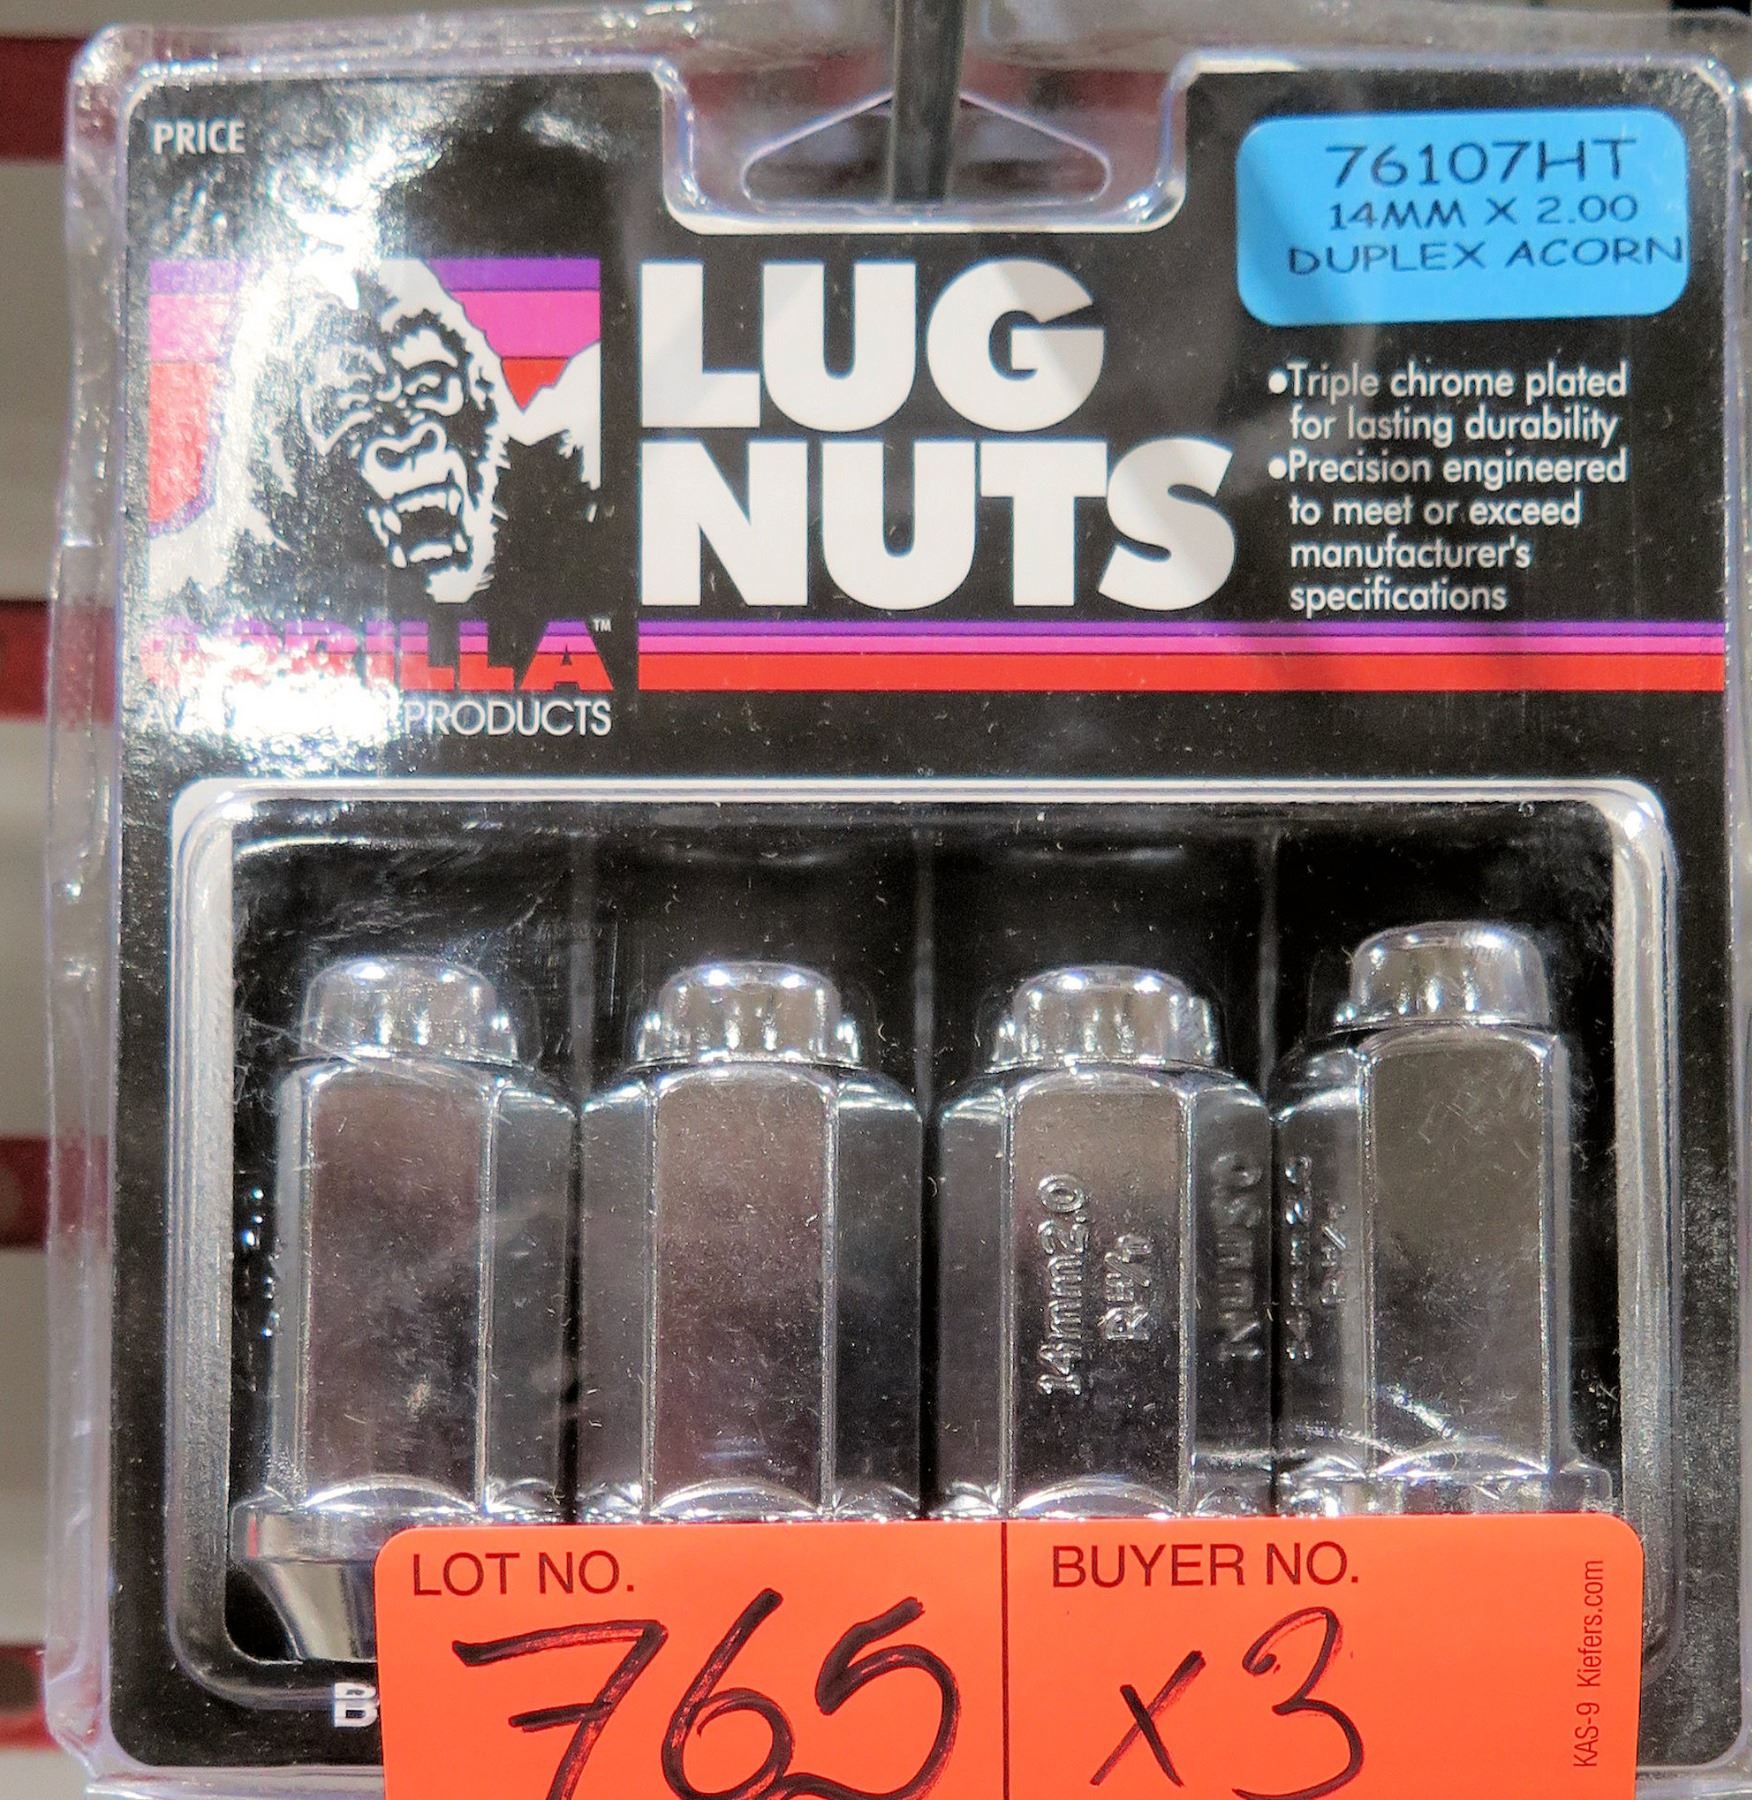 PRICE
76107HT
14MM X 2.00
DUPLEX ACORN
LUG
NUTS
•Triple chrome plated
for lasting durability
•Precision engineered
to meet or exceed
manufacturer's
specifications
TM
PRODUCTS
14mm2.0
LOT NO.
BUYER NO.
765
x3
KAS-9 Kiefers.com